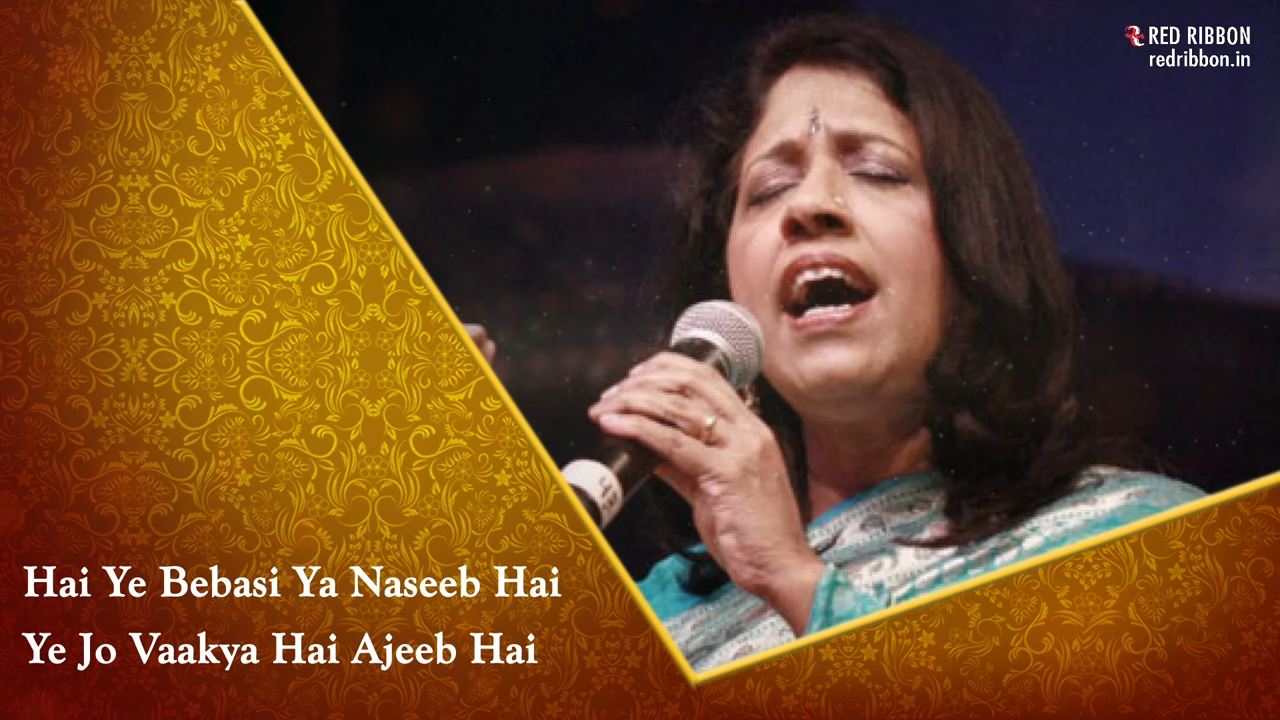 RED RIBBON
redribbon.in
Hai Ye Bebasi Ya Naseeb Hai
Ye Jo Vaakya Hai Ajeeb Hai